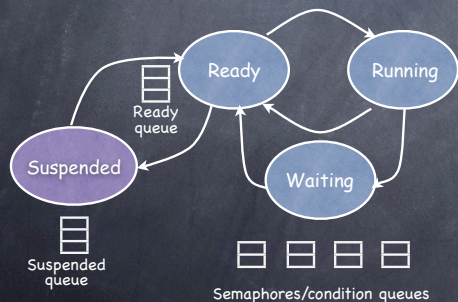 Ready
Running
Ready
queue
Suspended
Waiting
Suspended
queue
Semaphores/condition queues